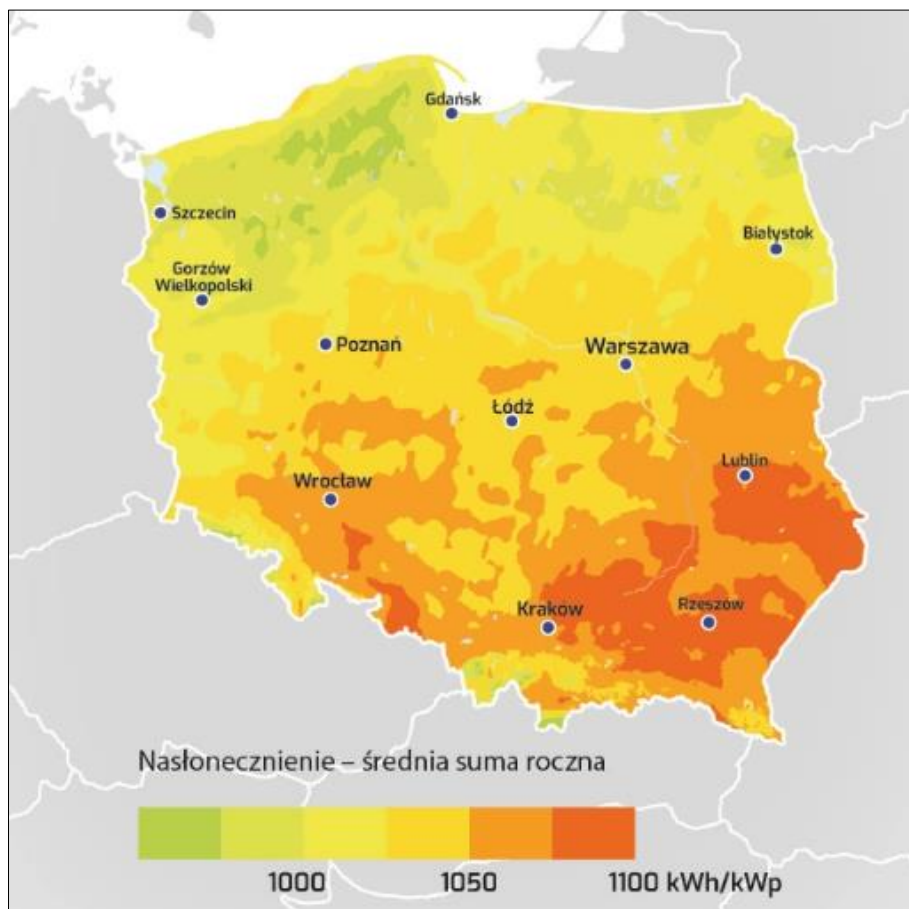 Gdańsk
Szczecin
Białystok
Gorzów
Wielkopolski
Poznań
Warszawa
Łódź
Lublin
Wrocław
Kraków
Rzeszów
Nasłonecznienie – średnia suma roczna
1000 1050 1100 kWh/kWp